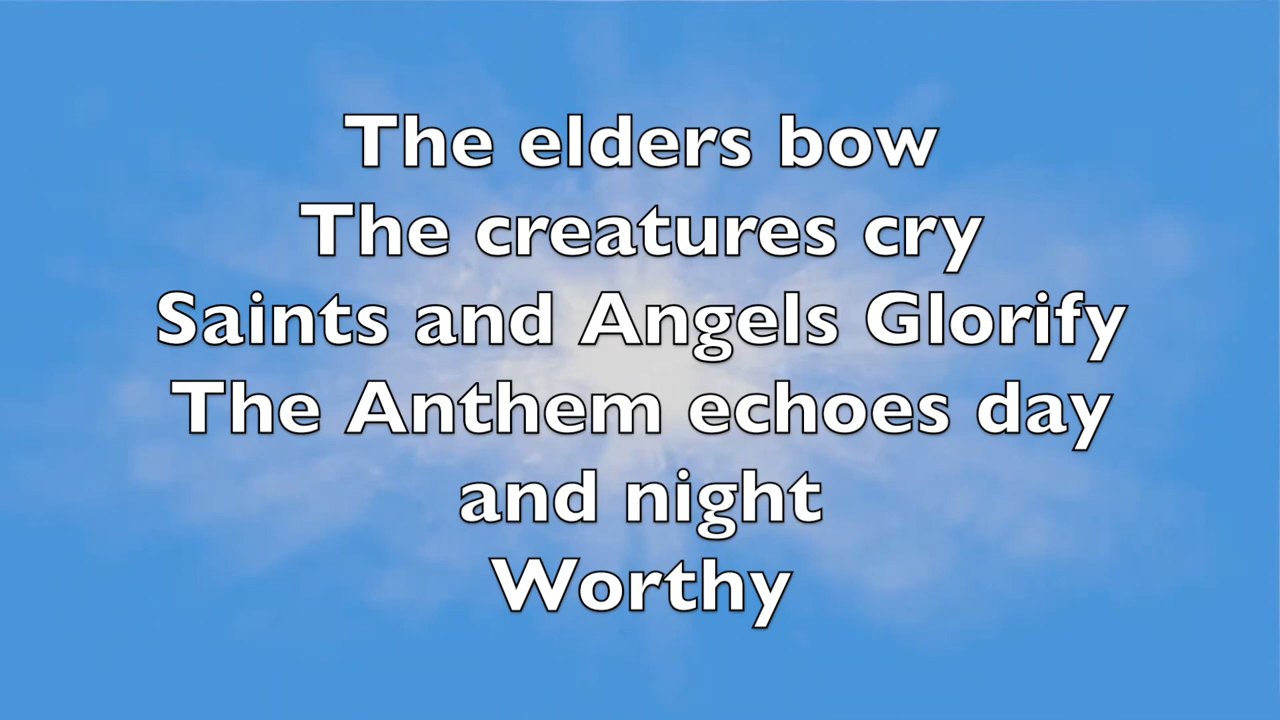 The elders bow
The creatures cry
Saints and Angels Glorify
The Anthem echoes day
and night
Worthy